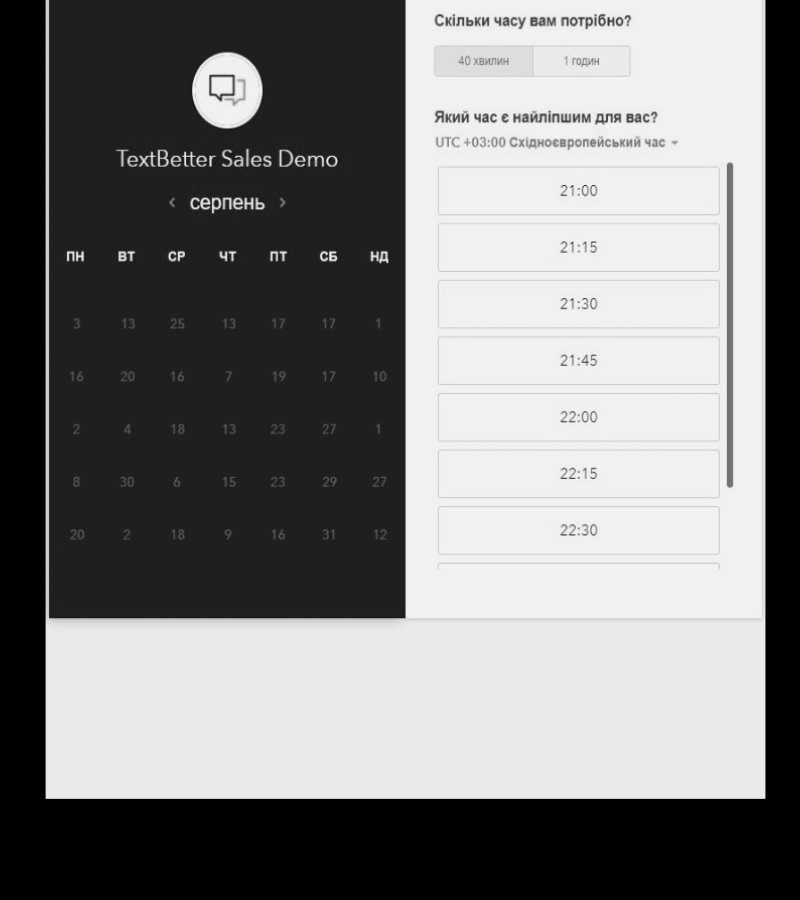 Скільки часу вам потрібно?
40 хвилин 1 годин
Який час є найліпшим для вас?
UTC +03:00 Східноєвропейський час
TextBetter Sales Demo
серпень
ПН ВТ СР ЧТ ПТ СБ НД
3 13 25 13 17 17 1
16 20 16 7 19 17 10
2 4 18 13 23 27 1
8 30 6 15 23 29 27
20 2 18 9 16 31 12
21:00
21:15
21:30
21:45
22:00
22:15
22:30